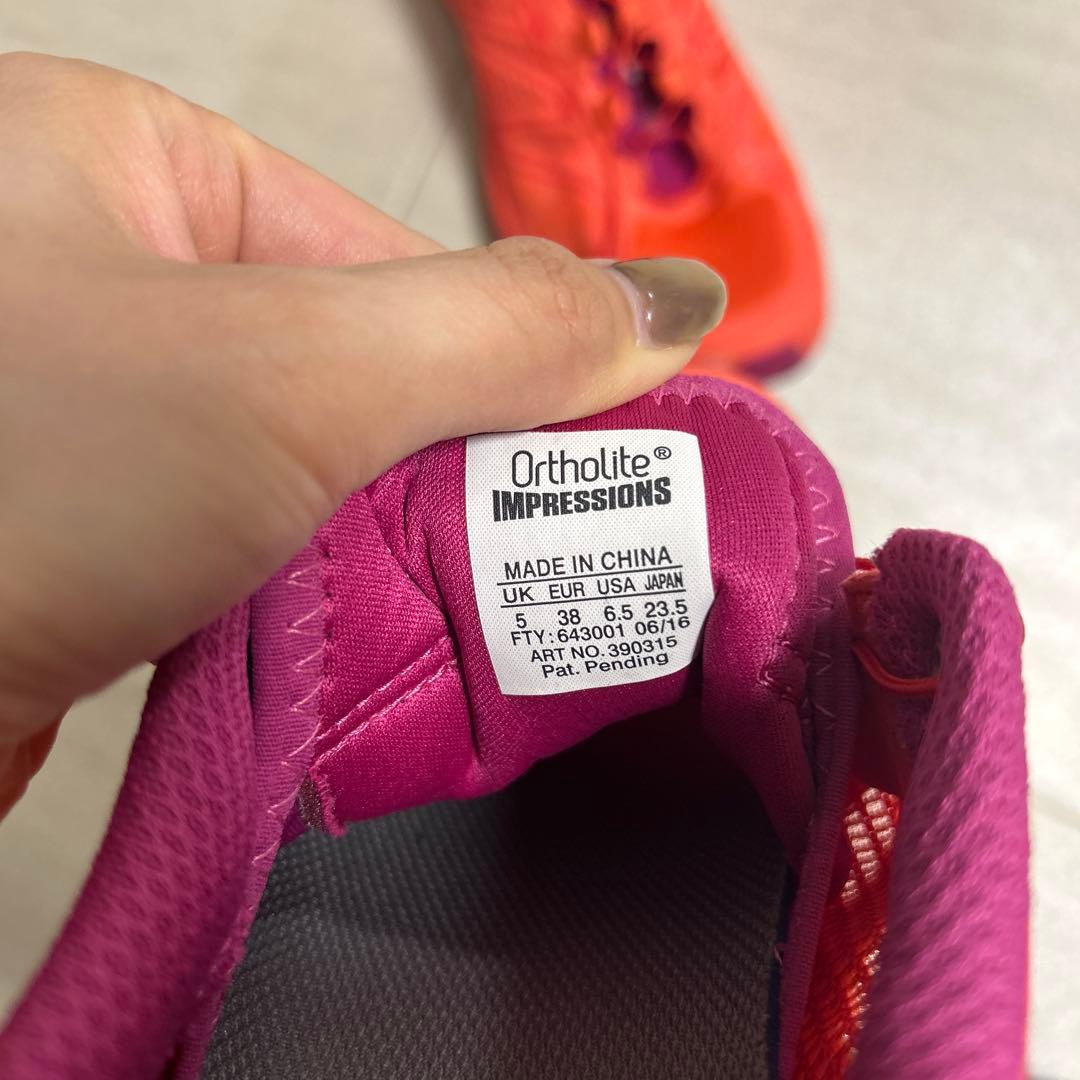 Ortholite®
IMPRESSIONS
MADE IN CHINA
UK EUR USA JAPAN
5 38 6.5 23.5
FTY:643001 06/16
ART NO.390315
Pat. Pending